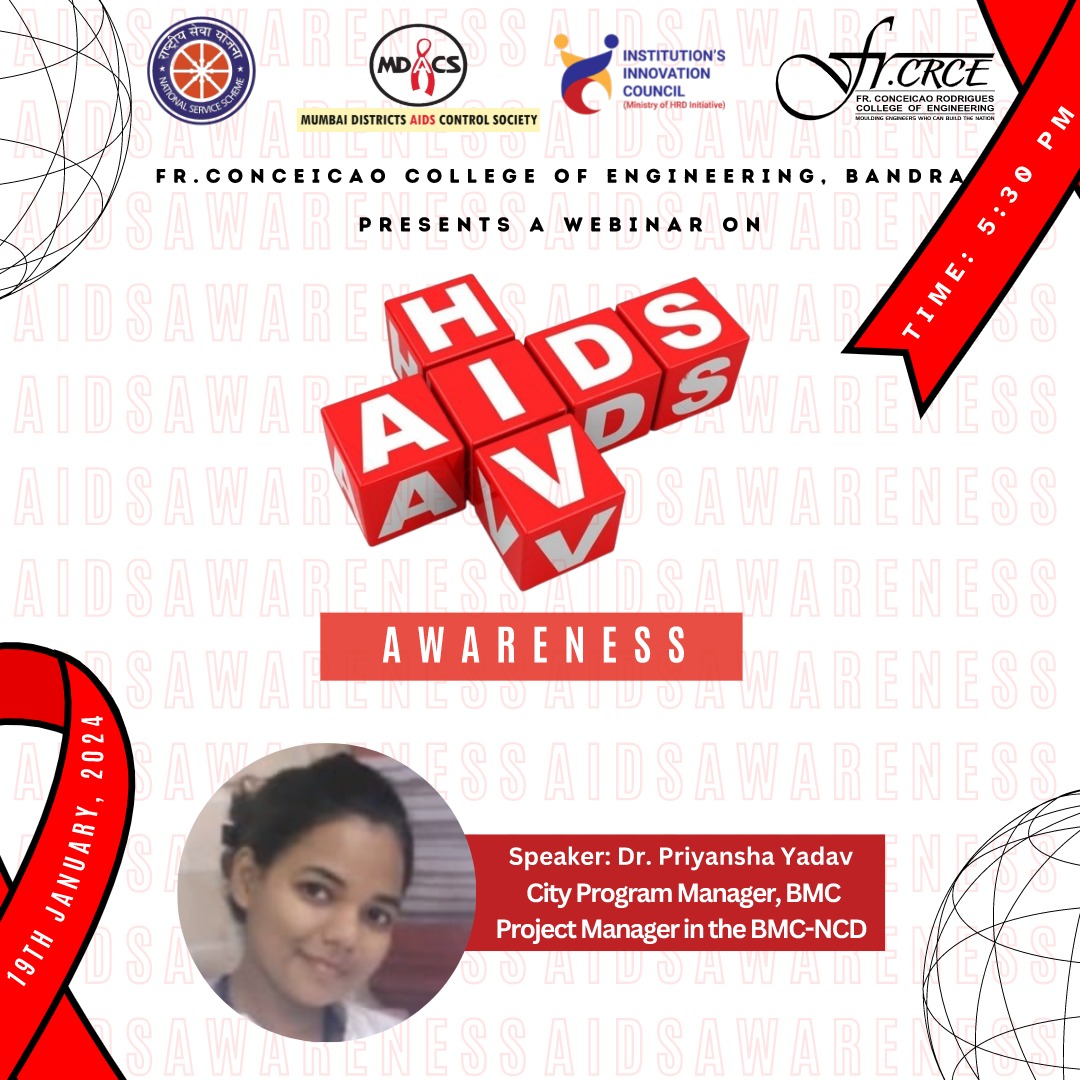 राष्ट्रीय सेवा योजना
NATIONAL SERVICE SCHEME
MDACS
MUMBAI DISTRICTS AIDS CONTROL SOCIETY
INSTITUTION'S
INNOVATION
COUNCIL
(Ministry of HRD Initiative)
Fr.CRCE
FR. CONCEICAO RODRIGUES
COLLEGE OF ENGINEERING
MOULDING ENGINEERS WHO CAN BUILD THE NATION
FR.CONCEICAO COLLEGE OF ENGINEERING, BANDRA
PRESENTS A WEBINAR ON
TIME: 5:30 PM
HIV
AIDS
AWARENESS
19TH JANUARY, 2024
Speaker: Dr. Priyansha Yadav
City Program Manager, BMC
Project Manager in the BMC-NCD
AIDSAWARENESS AIDSAWARENESS